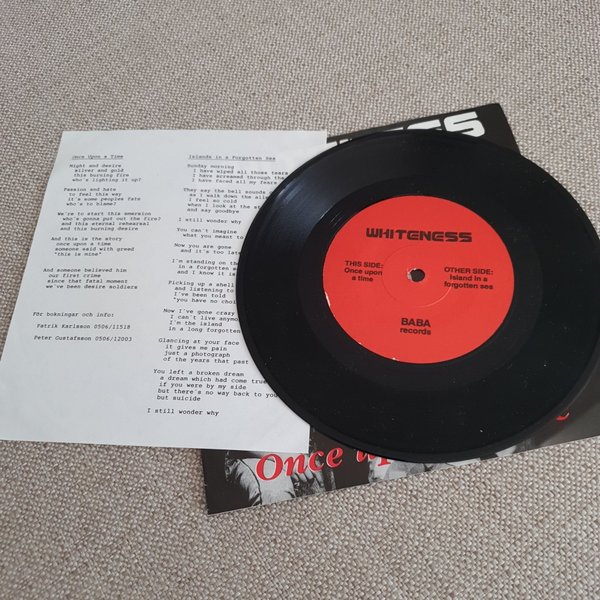 Once Upon a Time
Might and desire
silver and gold
this burning fire
who's lighting it up?
Passion and hate
to feel this way
it's some peoples fate
who's to blame?
We're to start this emersion
who's gonna put out the fire?
and this eternal rehearsal
and this burning desire
And this is the story
once upon a time
someone said with greed
"this is mine"
And someone believed him
our first crime
since that fatal moment
we've been desire soldiers
För bokningar och info:
Patrik Karlsson 0506/11518
Peter Gustafsson 0506/12003
Islands in a forgotten Sea
Sunday morning
I have wiped all those tears
I have screamed through
I have faced all my fears
They say the bell sounds
as I walk down the
I feel so cold
when I look at the
and say goodbye
I still wonder why
You can't imagine
what you meant to
Now you are gone
and it's too late
I'm standing on
in a forgotten
and I know it is
Picking up a shell
and listening to
I've been told
"you have no
Now I've gone crazy
I can't live
I'm the island
in a long forgotten
Glancing at your face
it gives me pain
just a photograph
of the years that past
You left a broken dream
a dream which had come true
if you were by my side
but there's no way back to you
but suicide
I still wonder why
WHITENESS
THIS SIDE:
Once upon
a time
OTHER SIDE:
Island in a
forgotten sea
BABA
records
NESS
Once up